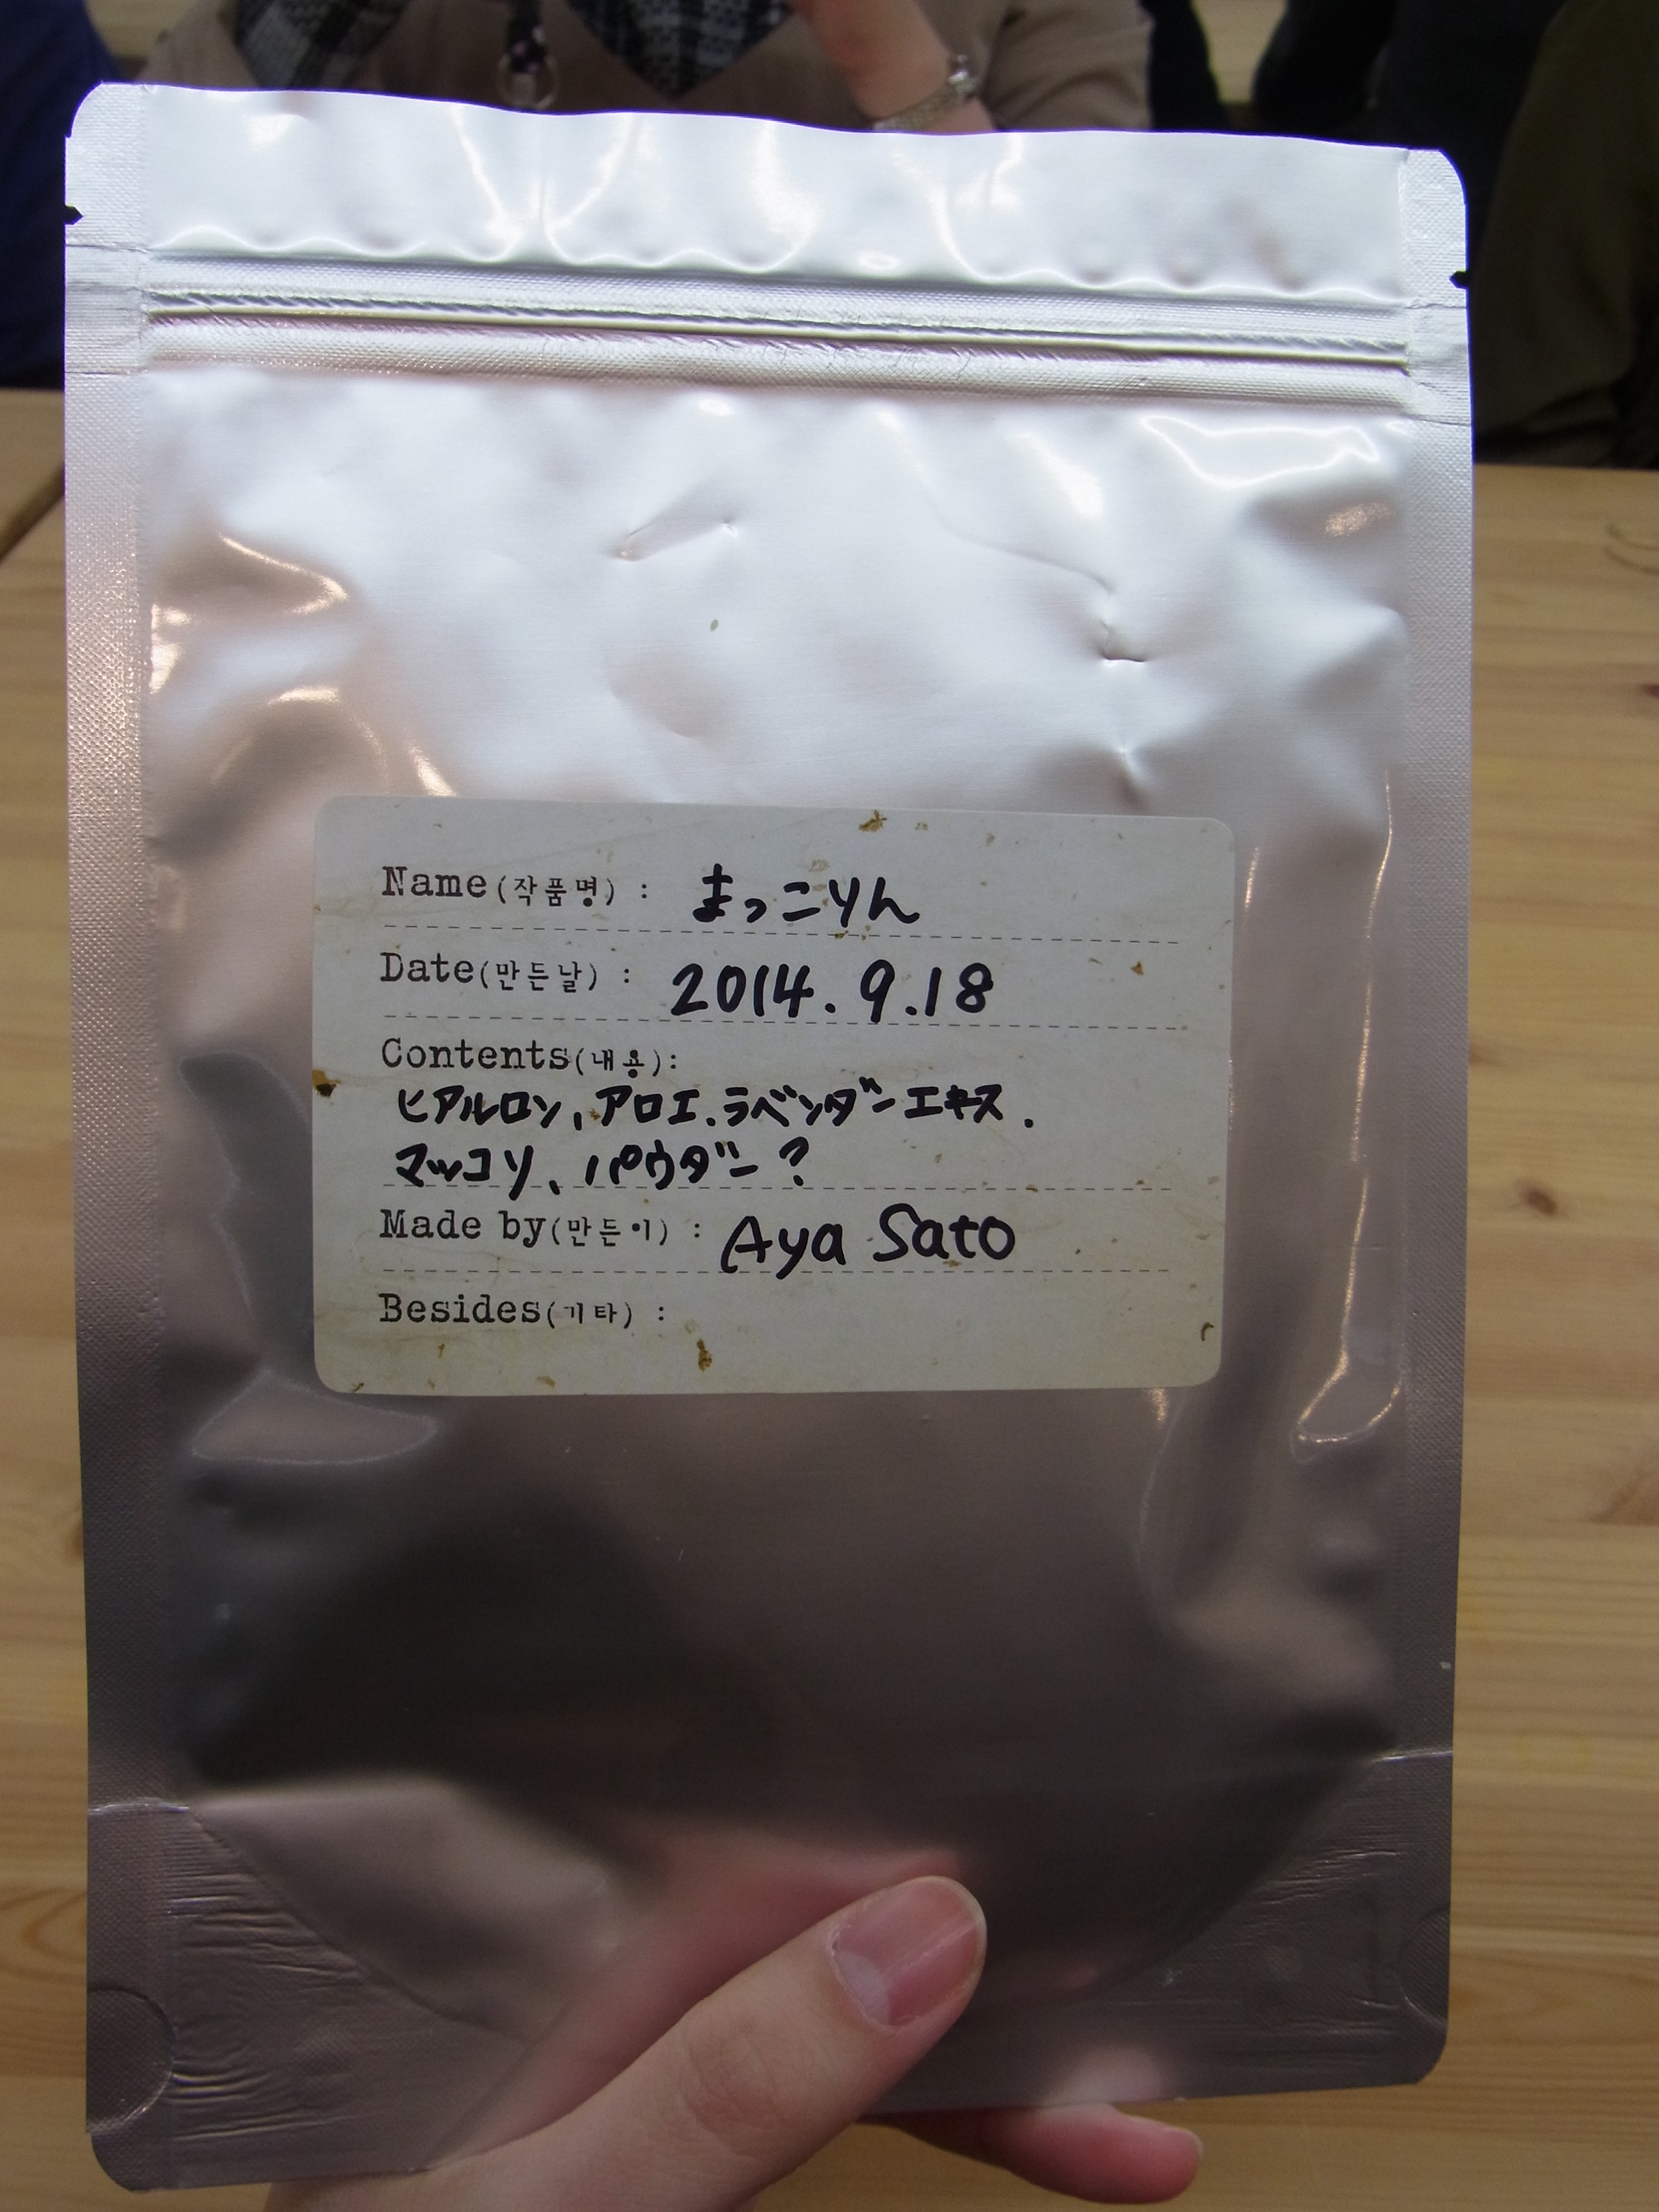 Name(작품명) : まっこりん
Date(만든날) : 2014.9.18
Contents(내용):
ヒアルロン、アロエ、ラベンダーエキス、
マッコリ、パウダー?
Made by(만든이) : Aya Sato
Besides(기타) :